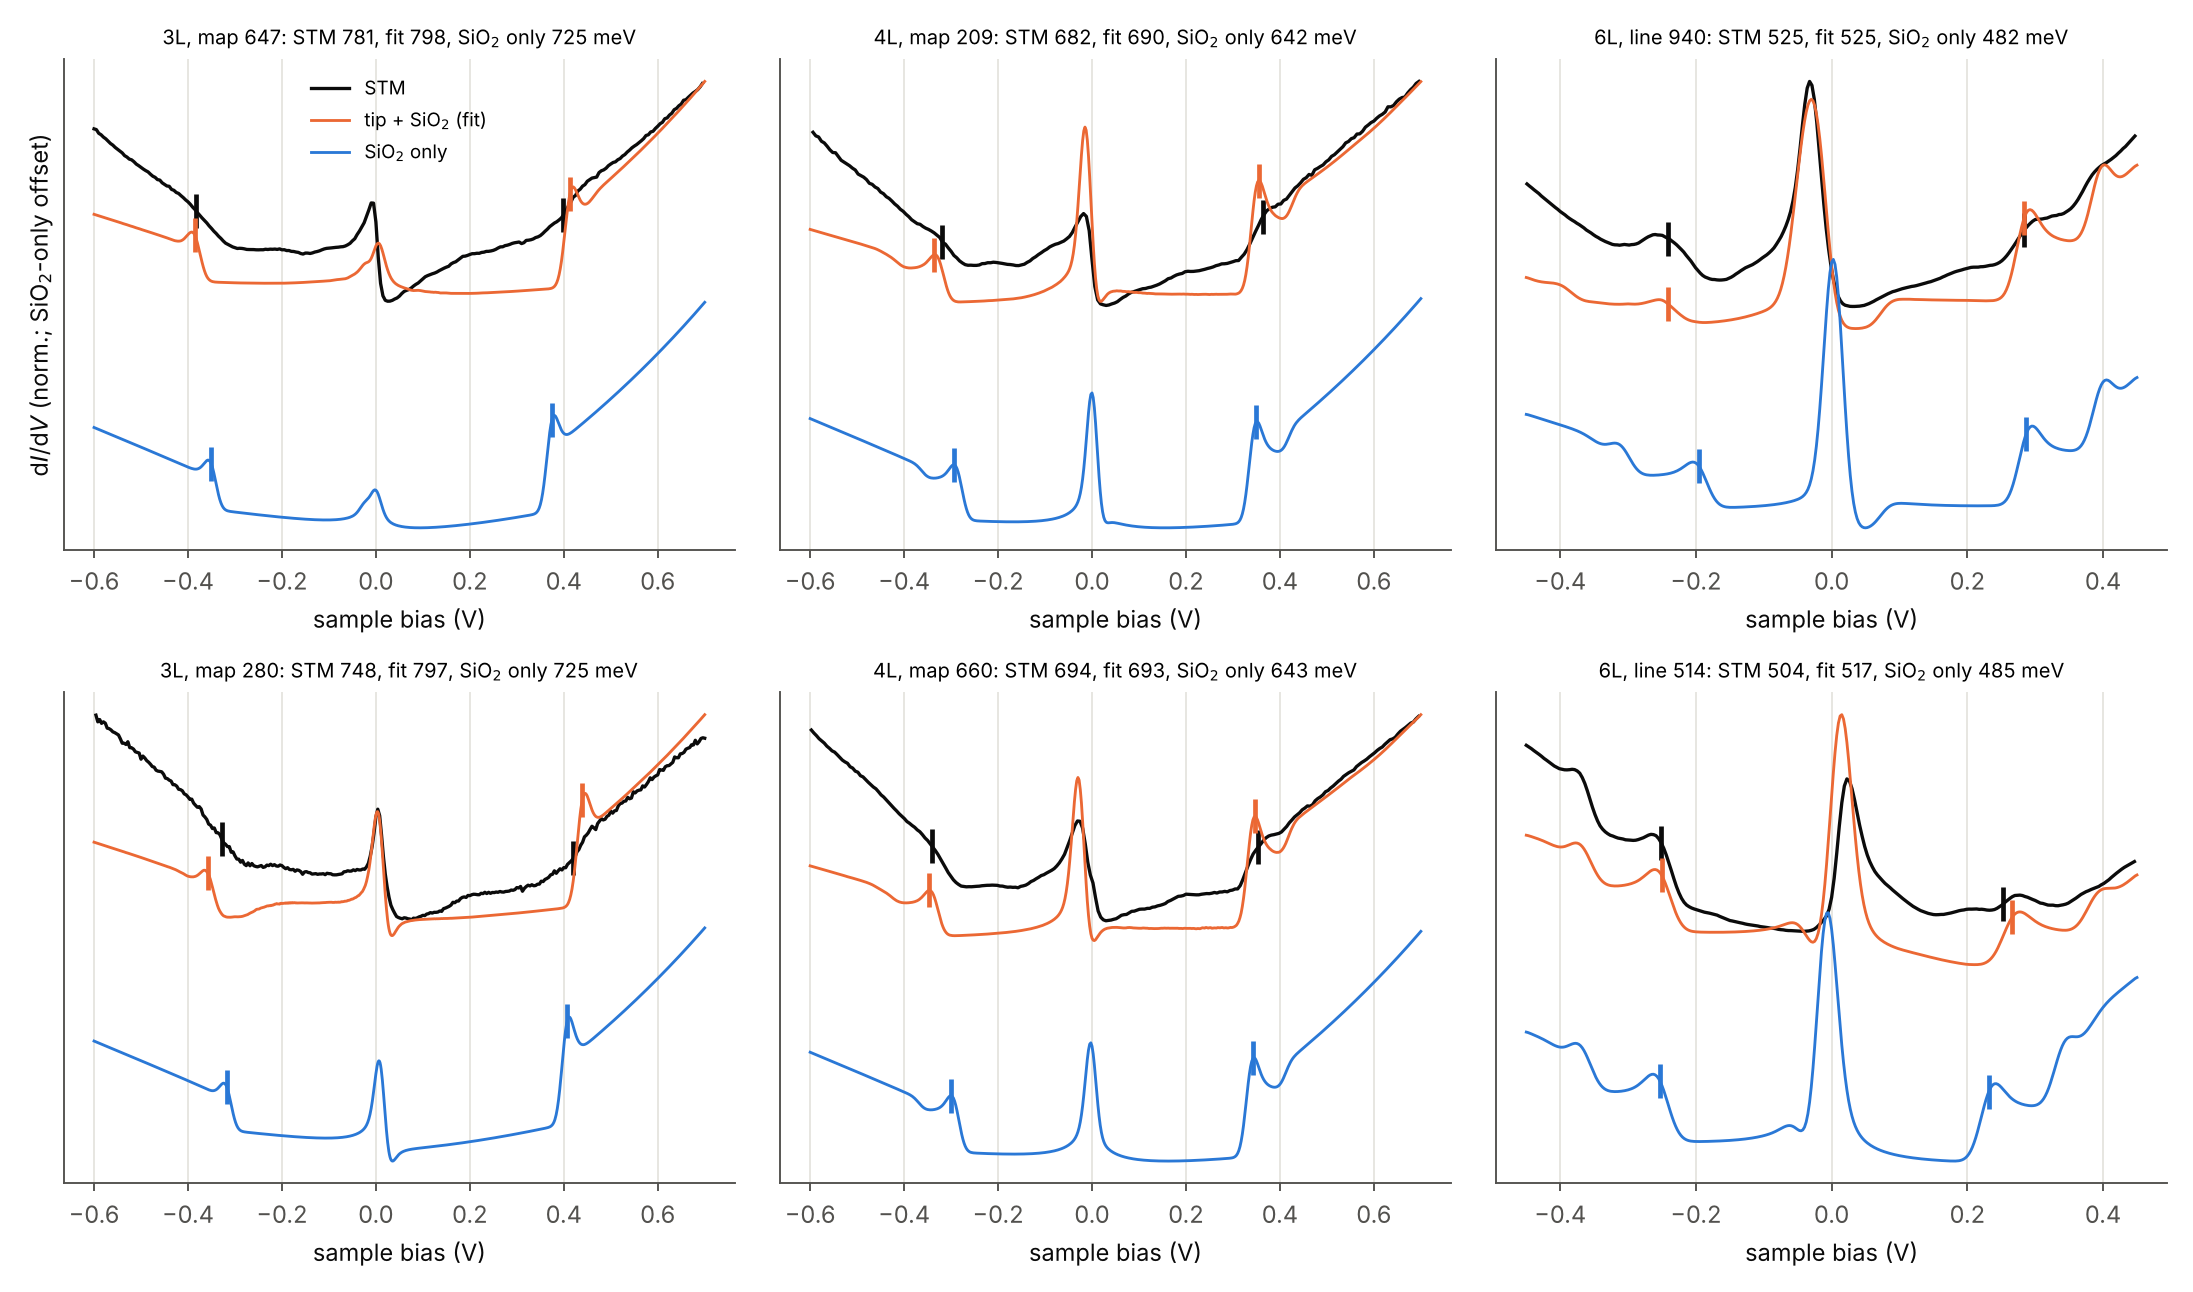 3L, map 647: STM 781, fit 798, SiO₂ only 725 meV
4L, map 209: STM 682, fit 690, SiO₂ only 642 meV
6L, line 940: STM 525, fit 525, SiO₂ only 482 meV
STM
tip + SiO₂ (fit)
SiO₂ only
dI/dV (norm.; SiO₂-only offset)
−0.6 −0.4 −0.2 0.0 0.2 0.4 0.6
−0.6 −0.4 −0.2 0.0 0.2 0.4 0.6
−0.4 −0.2 0.0 0.2 0.4
sample bias (V)
sample bias (V)
sample bias (V)
3L, map 280: STM 748, fit 797, SiO₂ only 725 meV
4L, map 660: STM 694, fit 693, SiO₂ only 643 meV
6L, line 514: STM 504, fit 517, SiO₂ only 485 meV
−0.6 −0.4 −0.2 0.0 0.2 0.4 0.6
−0.6 −0.4 −0.2 0.0 0.2 0.4 0.6
−0.4 −0.2 0.0 0.2 0.4
sample bias (V)
sample bias (V)
sample bias (V)